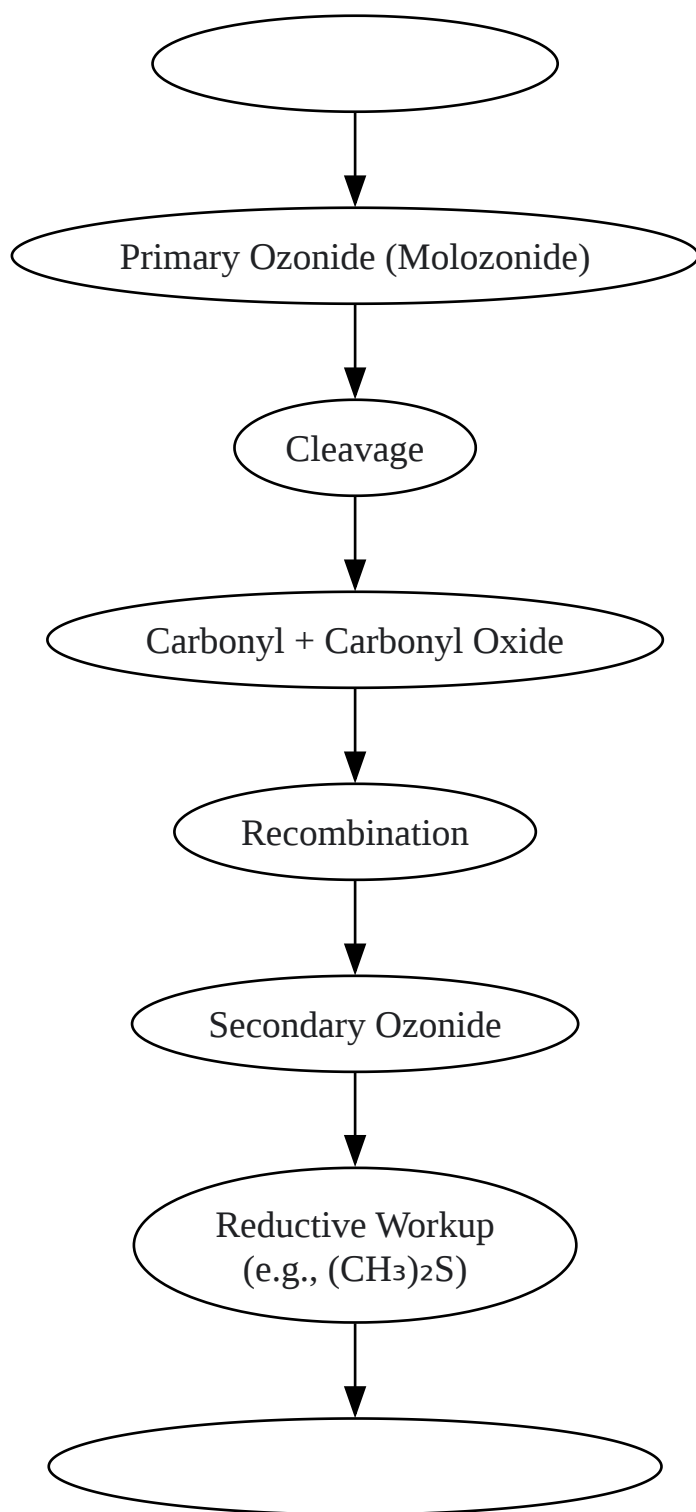 Primary Ozonide (Molozonide)
Cleavage
Carbonyl + Carbonyl Oxide
Recombination
Secondary Ozonide
Reductive Workup
(e.g., (CH₃)₂S)